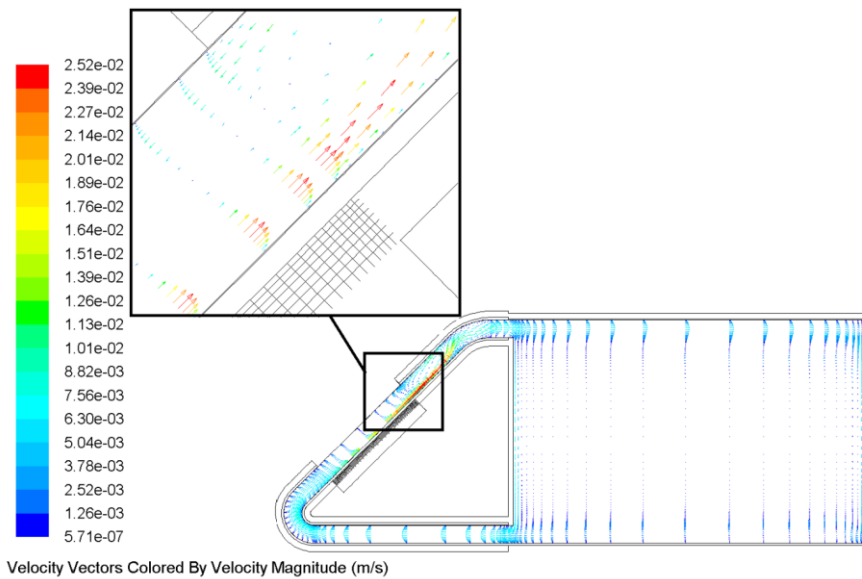 2.52e-02
2.39e-02
2.27e-02
2.14e-02
2.01e-02
1.89e-02
1.76e-02
1.64e-02
1.51e-02
1.39e-02
1.26e-02
1.13e-02
1.01e-02
8.82e-03
7.56e-03
6.30e-03
5.04e-03
3.78e-03
2.52e-03
1.26e-03
5.71e-07
Velocity Vectors Colored By Velocity Magnitude (m/s)